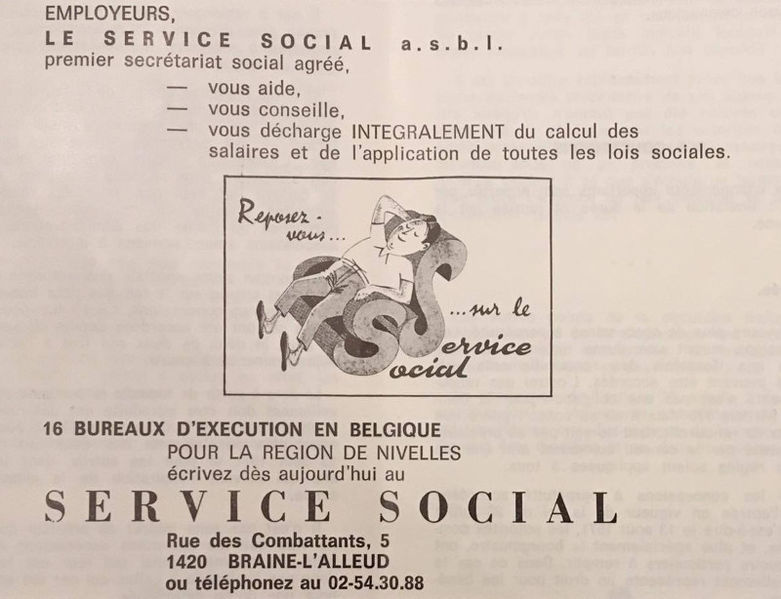 EMPLOYEURS,
LE SERVICE SOCIAL a.s.b.l.
premier secrétariat social agréé,
— vous aide,
— vous conseille,
— vous décharge INTEGRALEMENT du calcul des
salaires et de l'application de toutes les lois sociales.
Reposez-
vous...
...sur le
Service
Social
16 BUREAUX D'EXECUTION EN BELGIQUE
POUR LA REGION DE NIVELLES
écrivez dès aujourd'hui au
SERVICE SOCIAL
Rue des Combattants, 5
1420 BRAINE-L'ALLEUD
ou téléphonez au 02-54.30.88